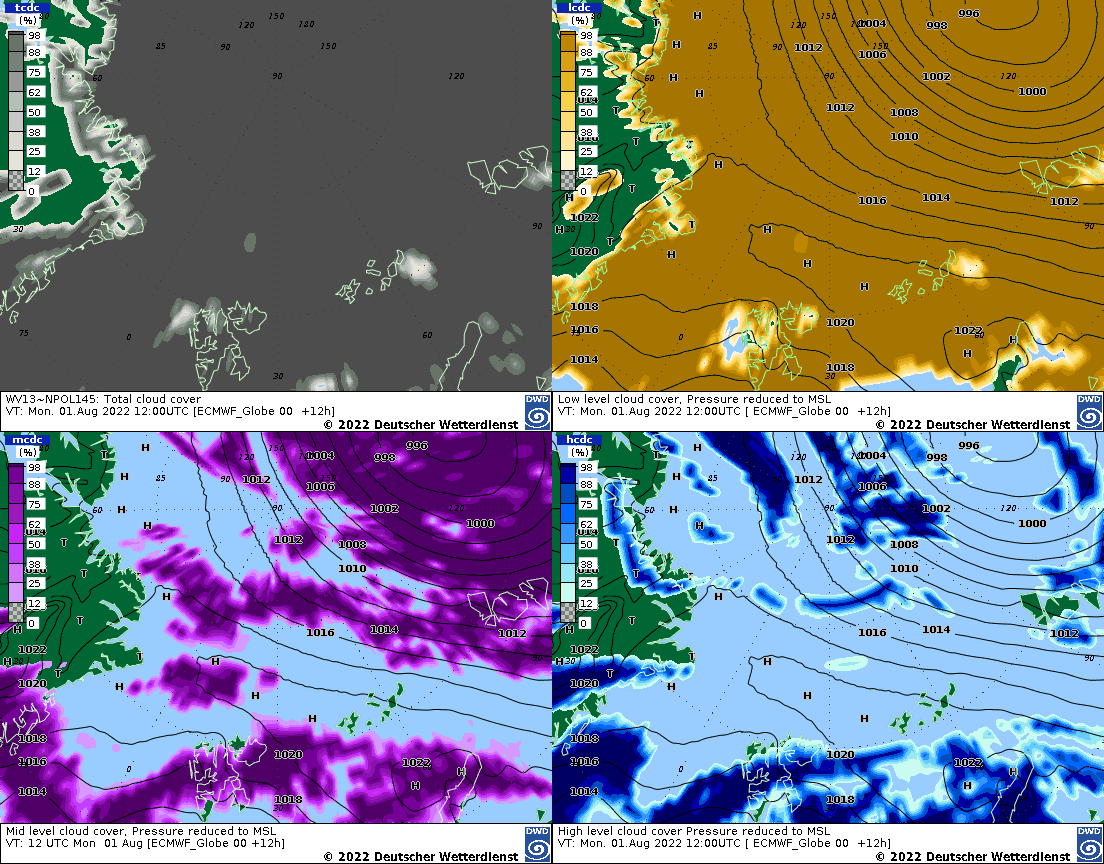 tcdc
(%)
98
88
75
62
50
38
25
12
0
150
120
180
85
90
150
60
90
120
30
90
75
0
60
30
WV13~NPOL145: Total cloud cover
VT: Mon. 01.Aug 2022 12:00UTC [ECMWF_Globe 00 +12h]
DWD
© 2022 Deutscher Wetterdienst
lcdc
(%)
98
88
75
62
50
38
25
12
0
H
T
150
120
1004
998
996
H
85
1012
150
1006
60
H
90
1002
120
1000
H
1012
1008
T
1010
T
H
T
1016
1014
1012
H
1022
H
30
T
T
H
90
1020
H
H
H
1018
1016
0
1020
1022
H
H
60
1014
1018
30
Low level cloud cover, Pressure reduced to MSL
VT: Mon. 01.Aug 2022 12:00UTC [ ECMWF_Globe 00 +12h]
DWD
© 2022 Deutscher Wetterdienst
mcdc
(%)
98
88
75
62
50
38
25
12
0
H
T
150
120
1004
998
996
H
85
90
1012
1006
60
H
90
1002
120
1000
H
T
1012
1008
T
1010
H
T
H
1016
1014
1012
1022
H
T
H
90
T
1020
H
H
H
1018
1016
0
1020
1022
H
H
1014
1018
30
Mid level cloud cover, Pressure reduced to MSL
VT: 12 UTC Mon 01 Aug [ECMWF_Globe 00 +12h]
DWD
© 2022 Deutscher Wetterdienst
hcdc
(%)
98
88
75
62
50
38
25
12
0
H
T
150
120
1004
998
996
H
85
1012
1006
60
H
90
1002
120
1000
H
T
1012
1008
T
1010
T
H
T
H
1016
1014
1012
1022
H
30
T
T
H
90
1020
H
H
H
1018
1016
0
1020
1022
H
H
1014
1018
30
High level cloud cover Pressure reduced to MSL
VT: Mon. 01.Aug 2022 12:00UTC [ ECMWF_Globe 00 +12h]
DWD
© 2022 Deutscher Wetterdienst